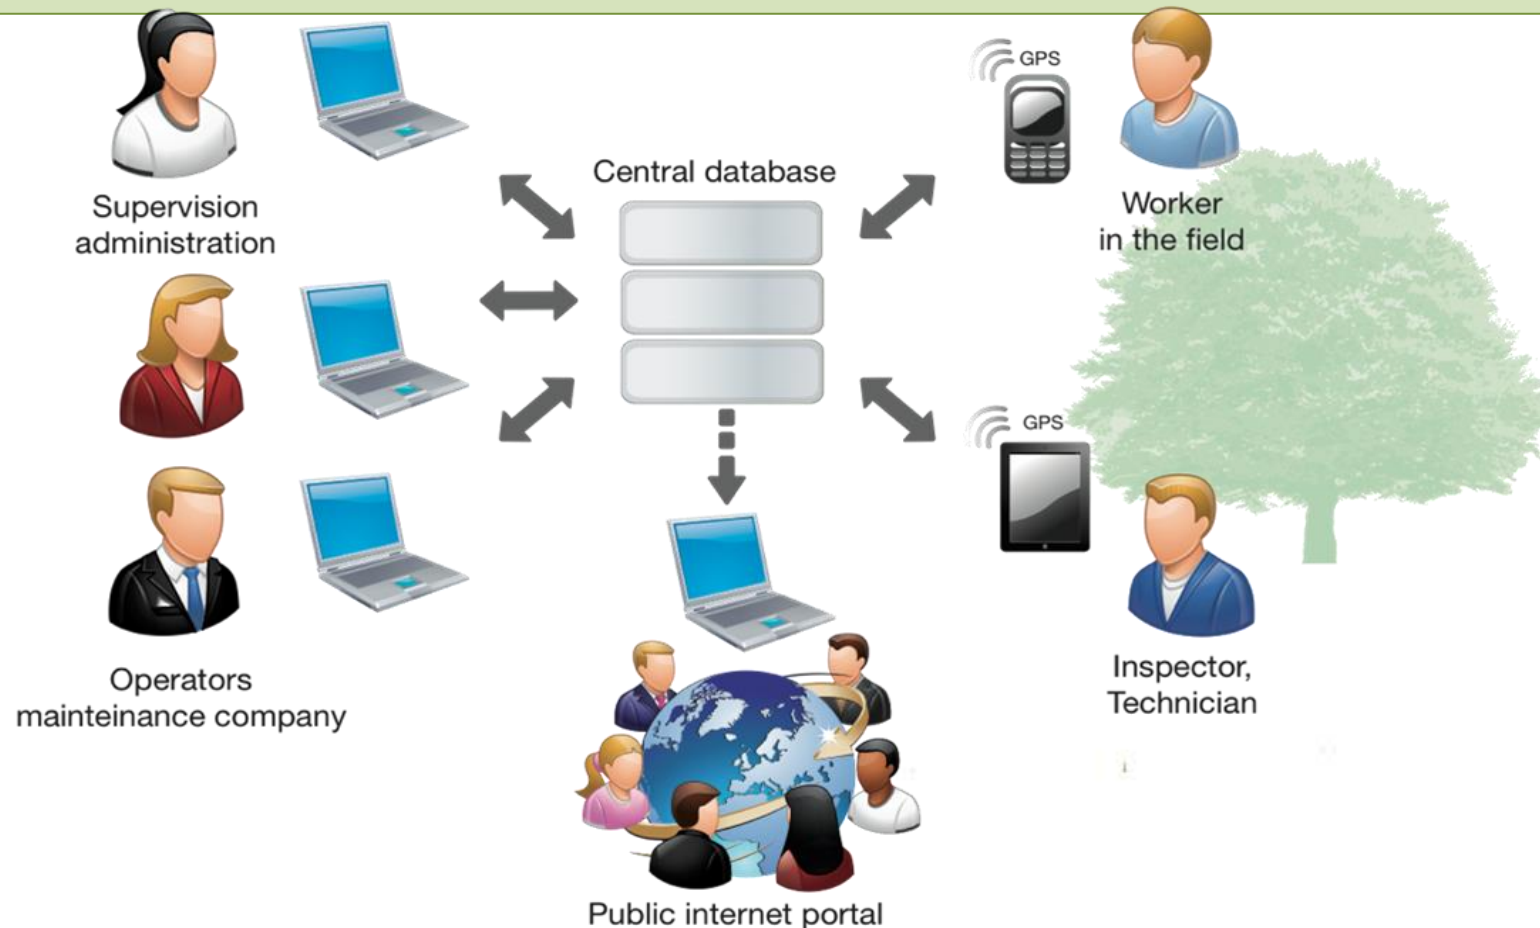 Supervision
administration
Central database
GPS
Worker
in the field
GPS
Operators
mainteinance company
Inspector,
Technician
Public internet portal